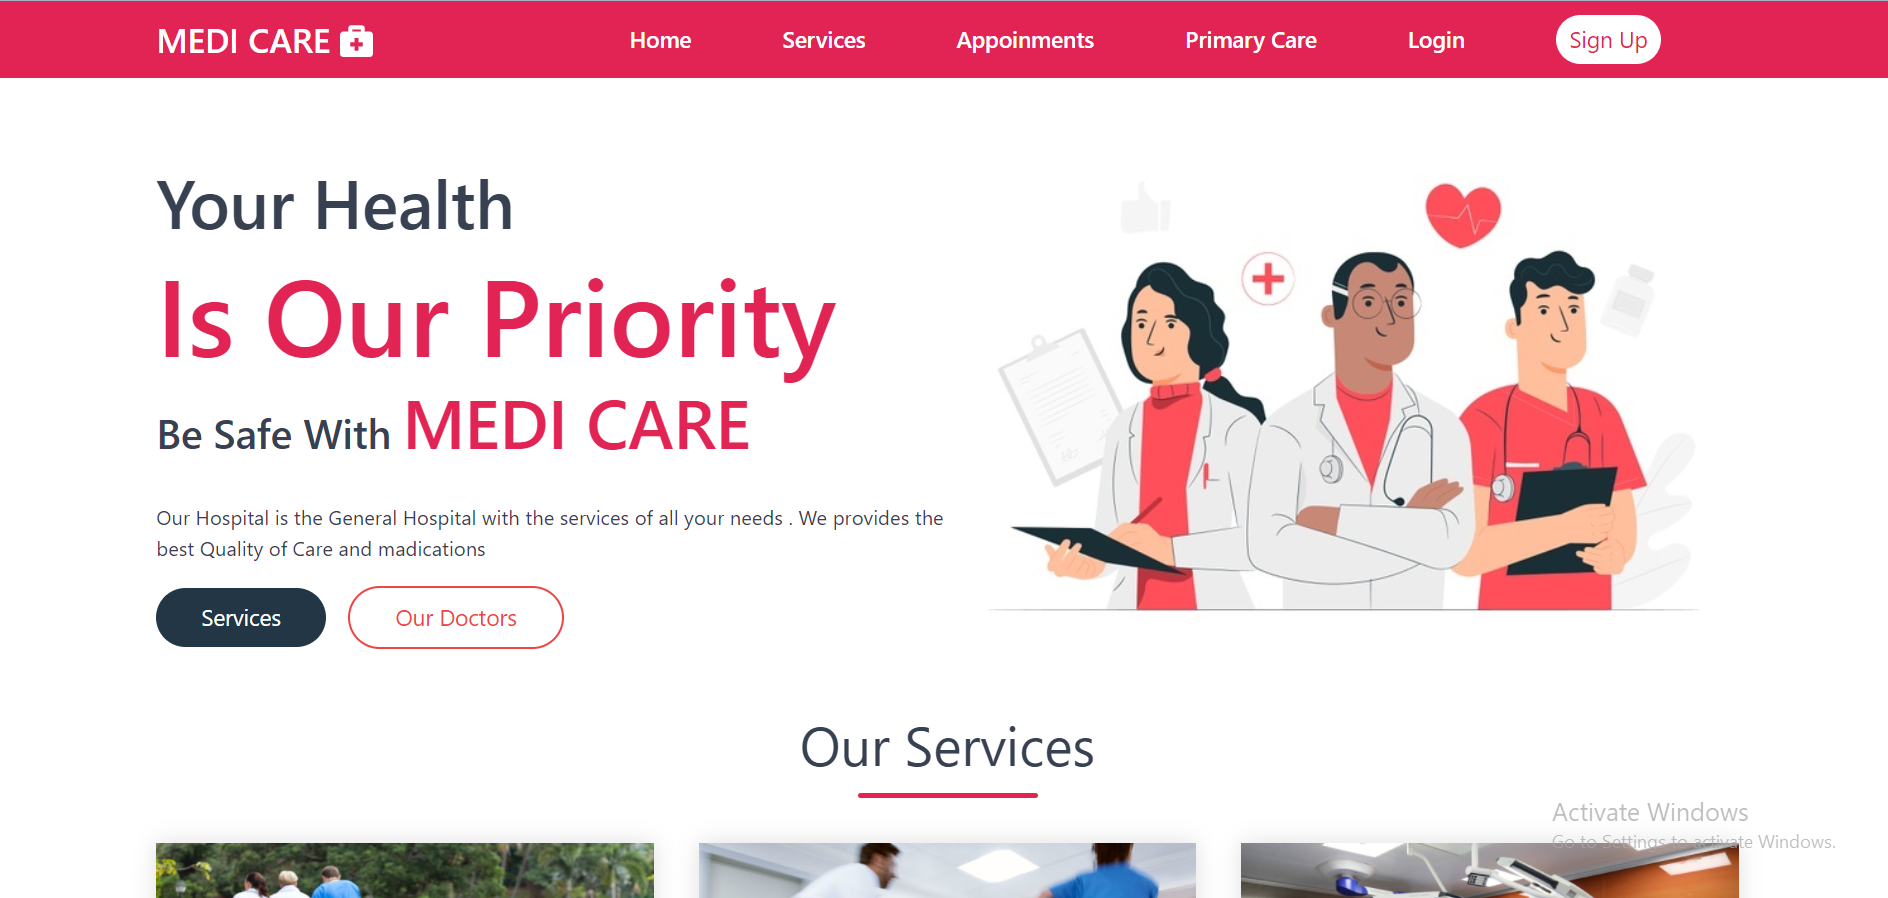 MEDI CARE
Home
Services
Appoinments
Primary Care
Login
Sign Up
Your Health
Is Our Priority
Be Safe With MEDI CARE
Our Hospital is the General Hospital with the services of all your needs . We provides the
best Quality of Care and madications
Services
Our Doctors
Our Services
Activate Windows
Go to Settings to activate Windows.